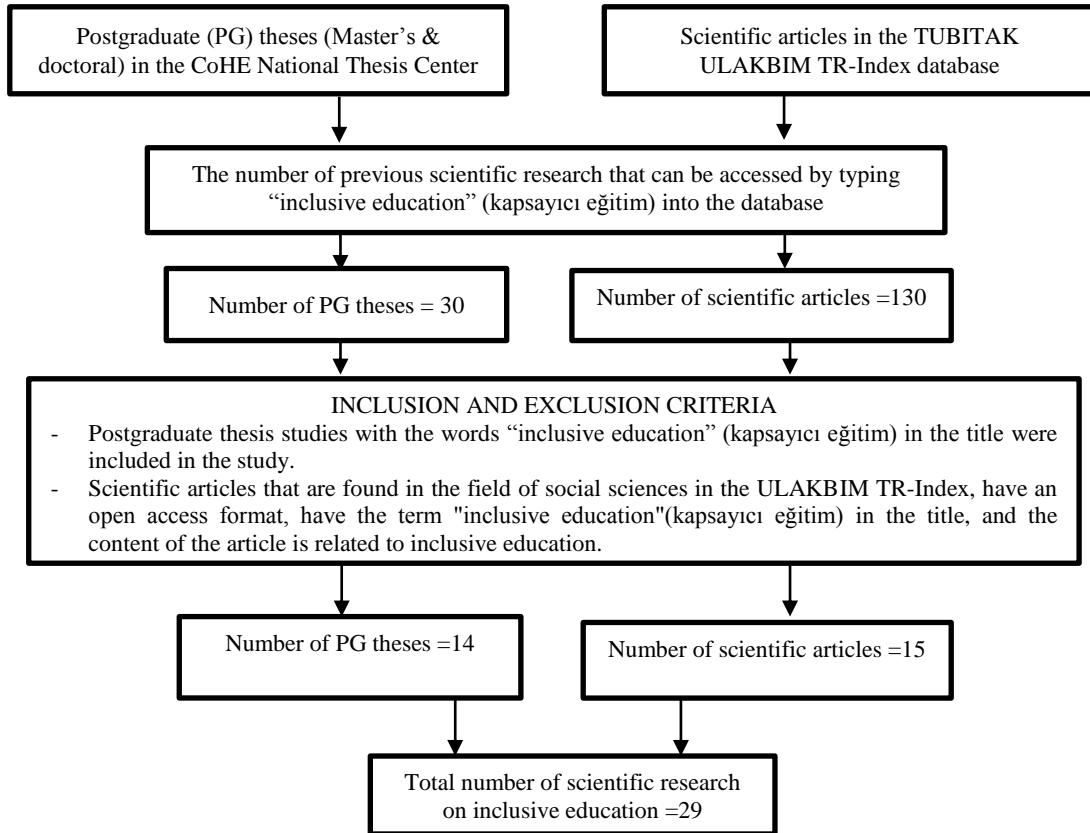 Postgraduate (PG) theses (Master's &
doctoral) in the CoHE National Thesis Center
Scientific articles in the TUBITAK
ULAKBIM TR-Index database
The number of previous scientific research that can be accessed by typing
“inclusive education” (kapsayıcı eğitim) into the database
Number of PG theses = 30
Number of scientific articles =130
INCLUSION AND EXCLUSION CRITERIA
- Postgraduate thesis studies with the words “inclusive education” (kapsayıcı eğitim) in the title were
included in the study.
- Scientific articles that are found in the field of social sciences in the ULAKBIM TR-Index, have an
open access format, have the term "inclusive education"(kapsayıcı eğitim) in the title, and the
content of the article is related to inclusive education.
Number of PG theses =14
Number of scientific articles =15
Total number of scientific research
on inclusive education =29